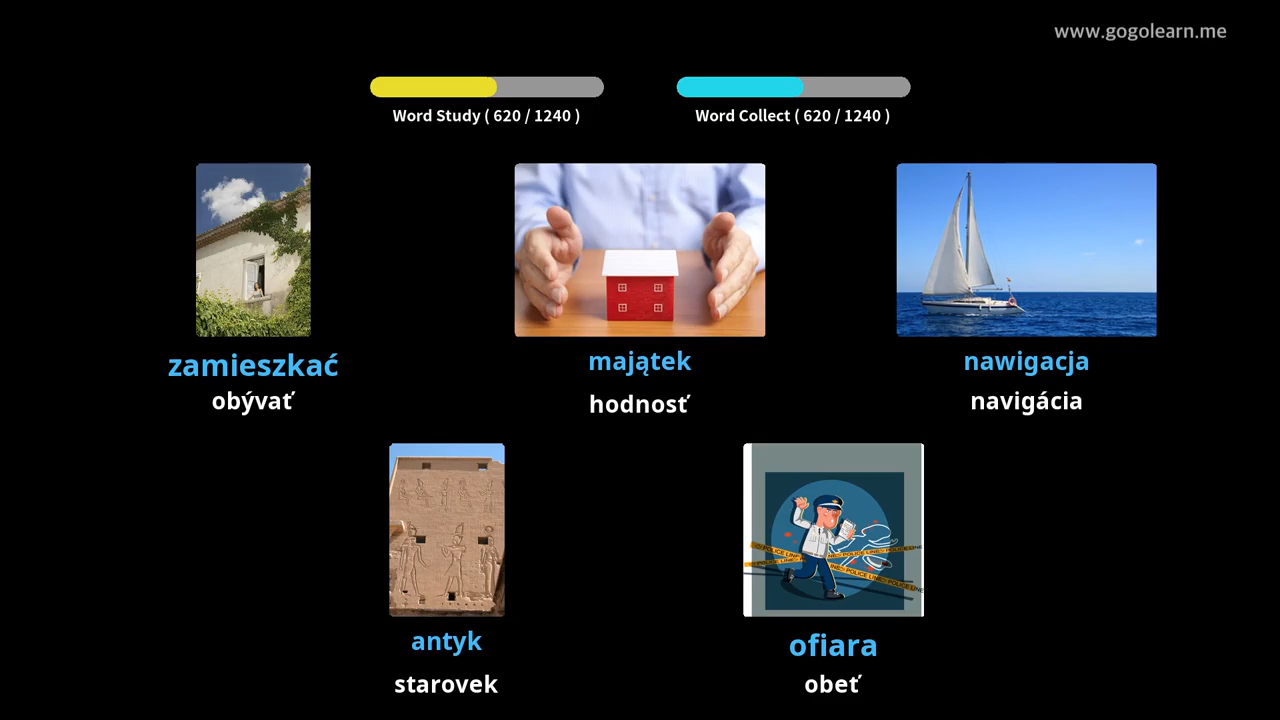 www.gogolearn.me
Word Study ( 620 / 1240 )
Word Collect ( 620 / 1240 )
zamieszkać
obývať
majątek
hodnosť
nawigacja
navigácia
antyk
starovek
ofiara
obeť